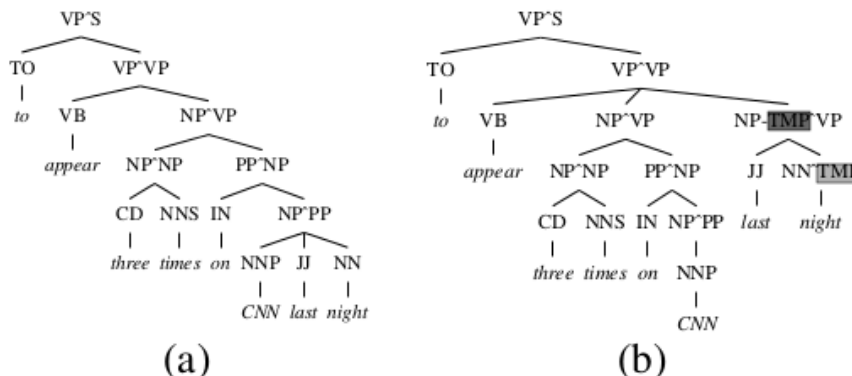 VP^S VP^S
TO VP^VP TO VP^VP
to VB NP^VP to VB NP^VP NP-TMP^VP
appear NP^NP PP^NP appear NP^NP PP^NP JJ NN^TMP
CD NNS IN NP^PP CD NNS IN NP^PP last night
three times on NNP JJ NN three times on NNP
CNN last night CNN
(a) (b)